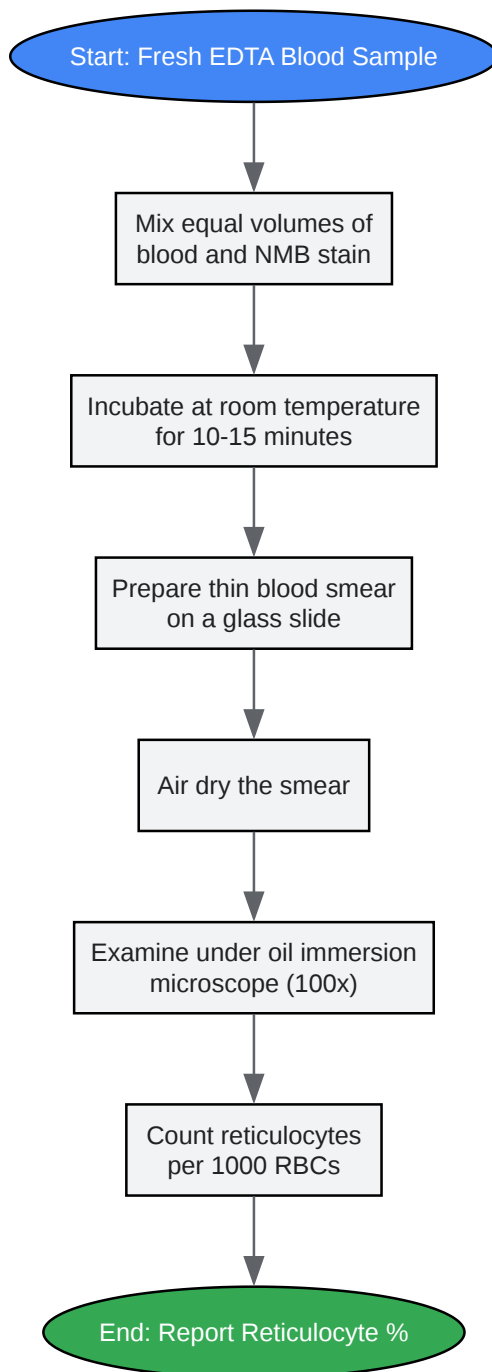 Start: Fresh EDTA Blood Sample
Mix equal volumes of
blood and NMB stain
Incubate at room temperature
for 10-15 minutes
Prepare thin blood smear
on a glass slide
Air dry the smear
Examine under oil immersion
microscope (100x)
Count reticulocytes
per 1000 RBCs
End: Report Reticulocyte %